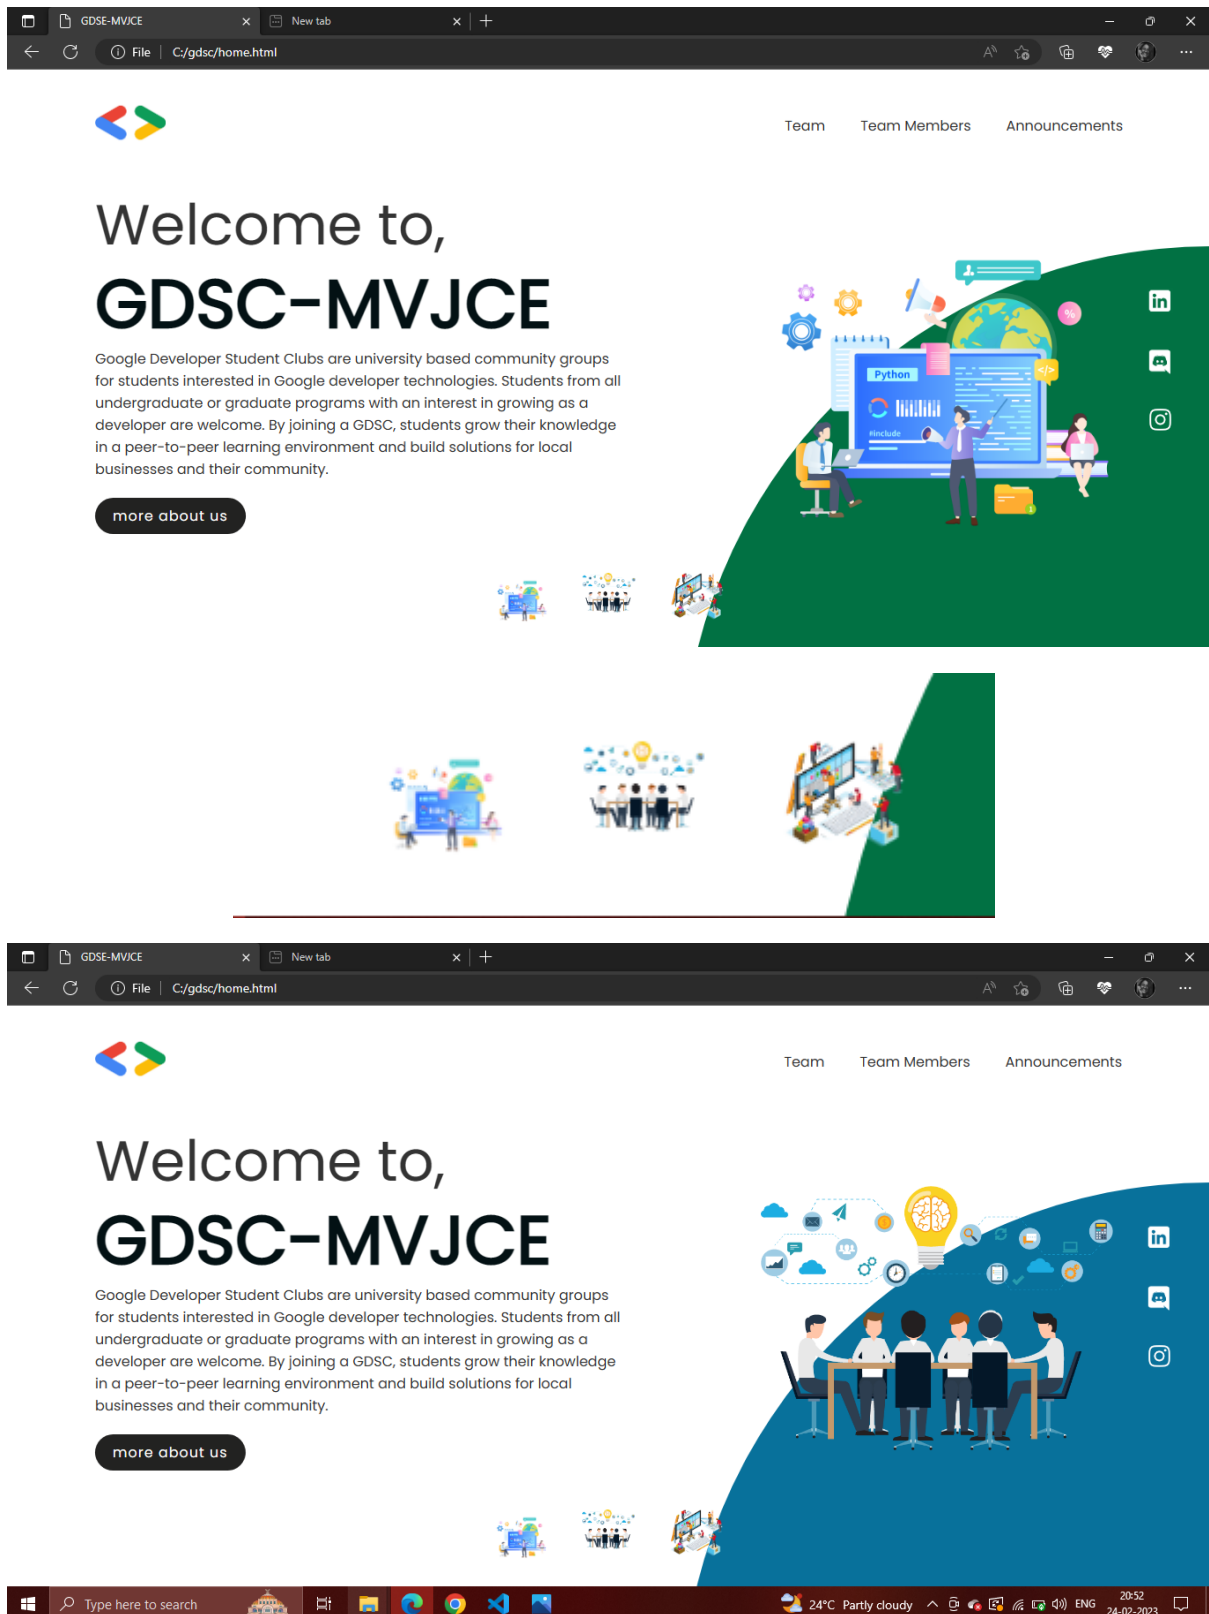 GDSE-MVJCE
New tab
File
C:/gdsc/home.html
Team
Team Members
Announcements
Welcome to,
GDSC-MVJCE
Google Developer Student Clubs are university based community groups
for students interested in Google developer technologies. Students from all
undergraduate or graduate programs with an interest in growing as a
developer are welcome. By joining a GDSC, students grow their knowledge
in a peer-to-peer learning environment and build solutions for local
businesses and their community.
more about us
Python
#include
%
</>
1
in
GDSE-MVJCE
New tab
File
C:/gdsc/home.html
Team
Team Members
Announcements
Welcome to,
GDSC-MVJCE
Google Developer Student Clubs are university based community groups
for students interested in Google developer technologies. Students from all
undergraduate or graduate programs with an interest in growing as a
developer are welcome. By joining a GDSC, students grow their knowledge
in a peer-to-peer learning environment and build solutions for local
businesses and their community.
more about us
in
Type here to search
24°C Partly cloudy
ENG
20:52
24-02-2023